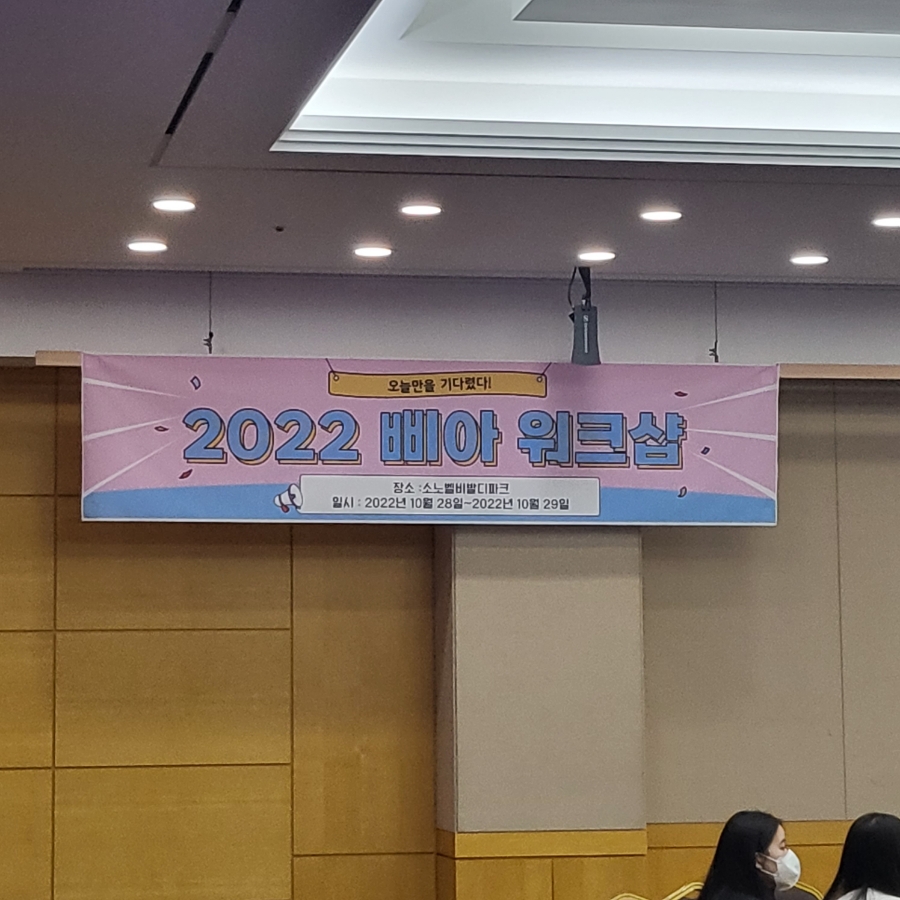 오늘만을 기다렸다!
2022 삐아 워크샵
장소 :소노벨비발디파크
일시 : 2022년 10월 28일~2022년 10월 29일